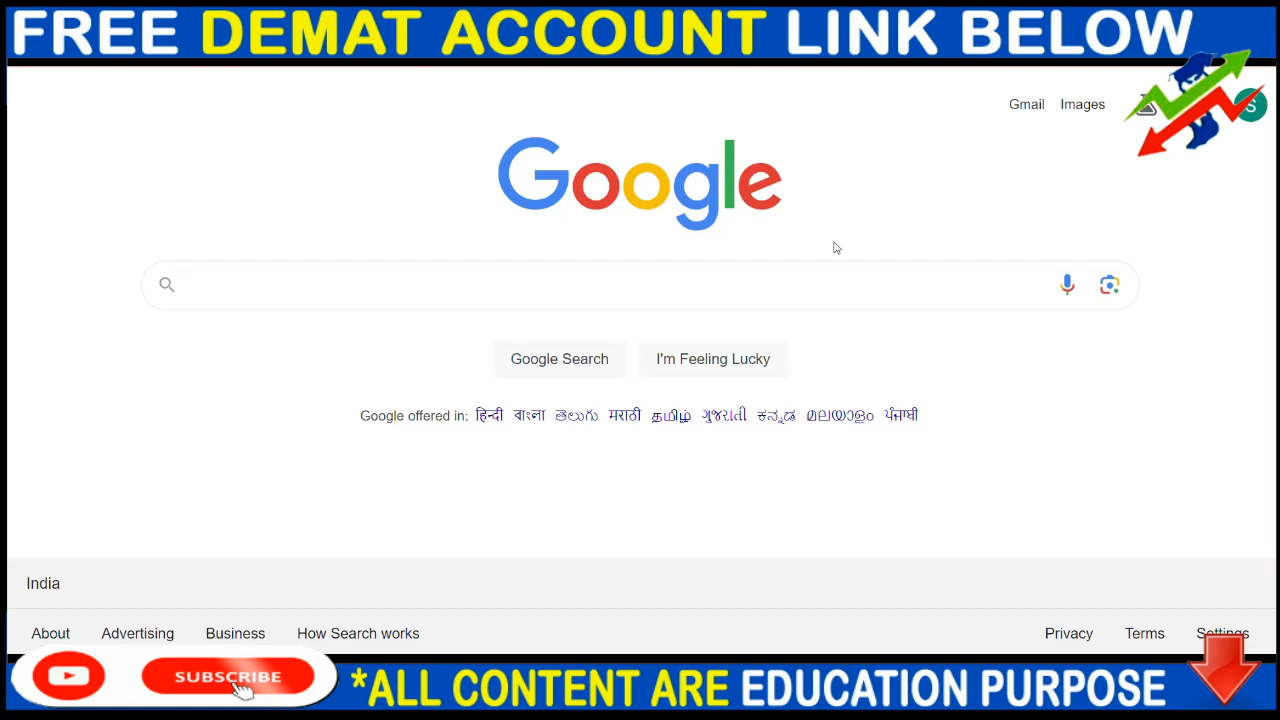 FREE DEMAT ACCOUNT LINK BELOW
Gmail Images
S
Google
Google Search I'm Feeling Lucky
Google offered in: हिन्दी বাংলা తెలుగు मराठी தமிழ் ગુજરાતી ಕನ್ನಡ മലയാളം ਪੰਜਾਬੀ
India
About Advertising Business How Search works Privacy Terms Settings
SUBSCRIBE
*ALL CONTENT ARE EDUCATION PURPOSE